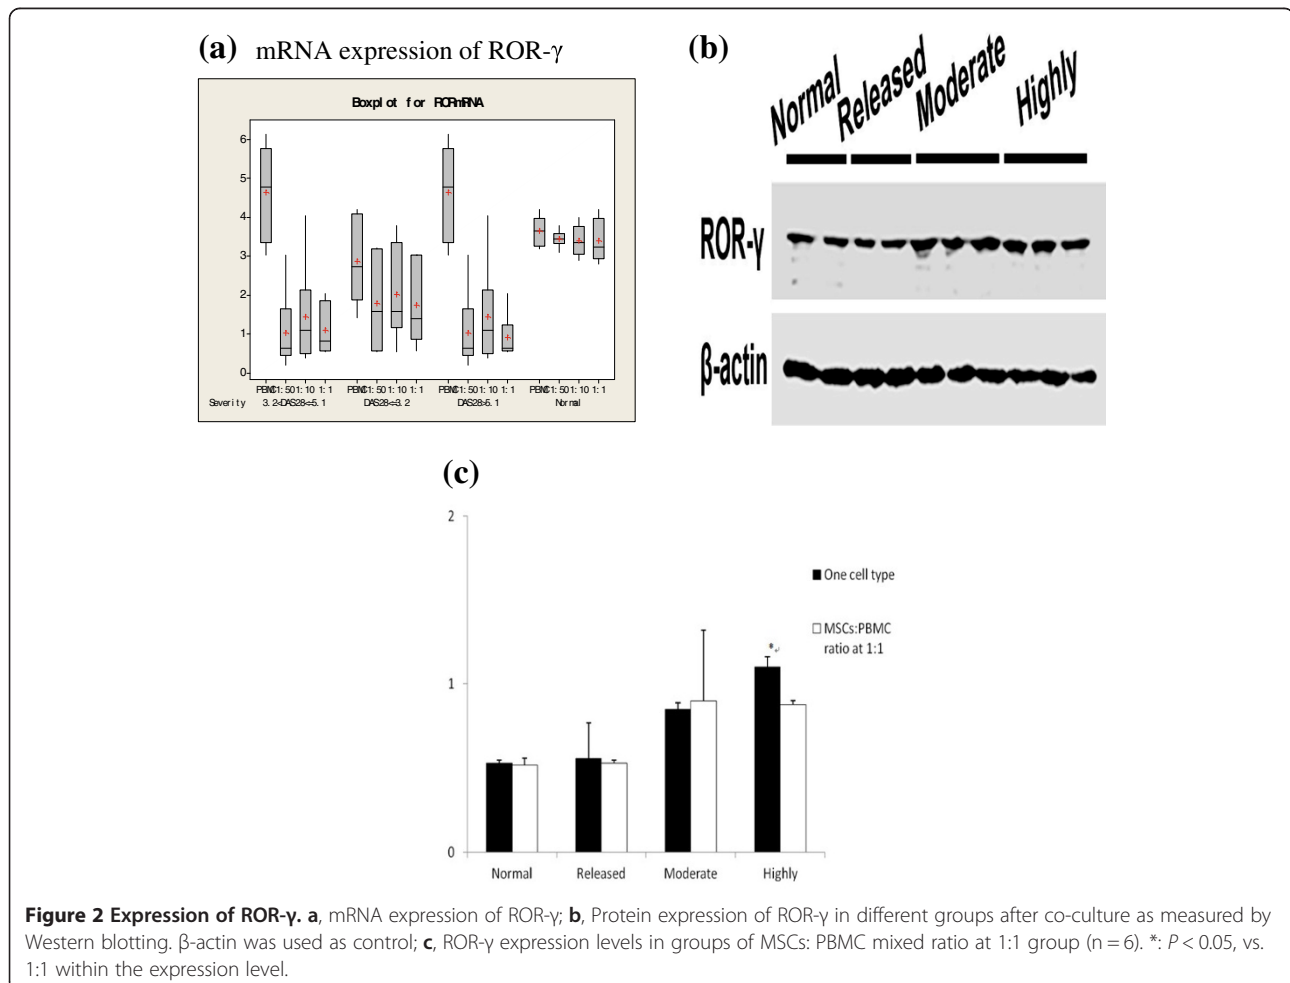 (a) mRNA expression of ROR-γ
Boxplot for RORmRNA
6
5
4
3
2
1
0
PBMC 1:50 1:10 1:1 PBMC 1:50 1:10 1:1 PBMC 1:50 1:10 1:1 PBMC 1:50 1:10 1:1
Severity 3.2<DAS28<=5.1 DAS28<=3.2 DAS28>5.1 Normal
(b)
Normal Released Moderate Highly
ROR-γ
β-actin
(c)
2
1
0
*
One cell type
MSCs:PBMC
ratio at 1:1
Normal Released Moderate Highly
Figure 2 Expression of ROR-γ. a, mRNA expression of ROR-γ; b, Protein expression of ROR-γ in different groups after co-culture as measured by
Western blotting. β-actin was used as control; c, ROR-γ expression levels in groups of MSCs: PBMC mixed ratio at 1:1 group (n = 6). *: P < 0.05, vs.
1:1 within the expression level.